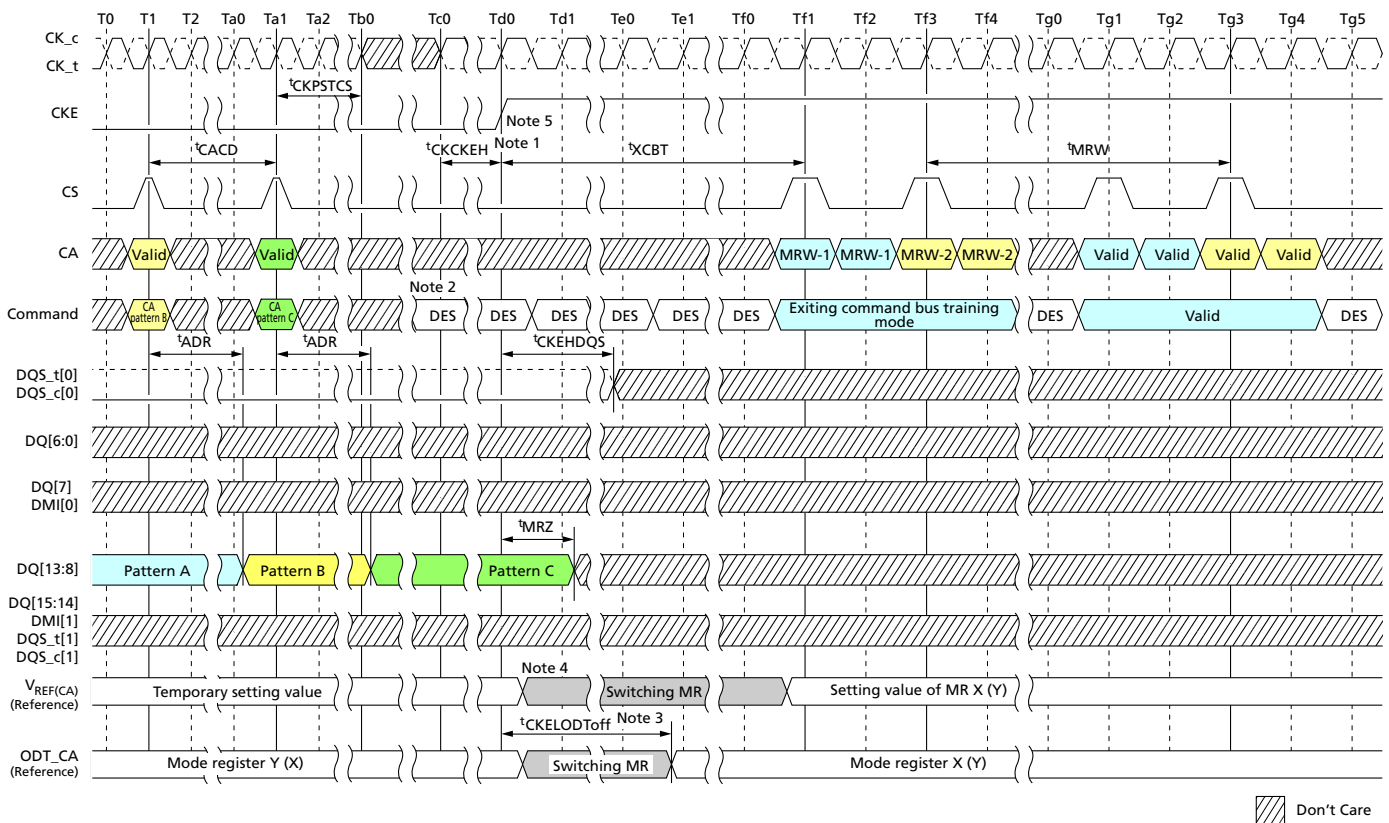 T0 T1 T2 Ta0 Ta1 Ta2 Tb0 Tc0 Td0 Td1 Te0 Te1 Tf0 Tf1 Tf2 Tf3 Tf4 Tg0 Tg1 Tg2 Tg3 Tg4 Tg5
CK_c
CK_t
tCKPSTCS
CKE
Note 5
Note 1
tCACD tCKCKEH tXCBT tMRW
CS
CA Valid Valid MRW-1 MRW-1 MRW-2 MRW-2 Valid Valid Valid Valid
Note 2
Command CA pattern B CA pattern C DES DES DES DES DES DES Exiting command bus training mode DES Valid DES
tADR tADR tCKEHDQS
DQS_t[0]
DQS_c[0]
DQ[6:0]
DQ[7]
DMI[0]
tMRZ
DQ[13:8] Pattern A Pattern B Pattern C
DQ[15:14]
DMI[1]
DQS_t[1]
DQS_c[1]
Note 4
VREF(CA) Temporary setting value Switching MR Setting value of MR X (Y)
(Reference)
tCKELODToff Note 3
ODT_CA Mode register Y (X) Switching MR Mode register X (Y)
(Reference)
Don't Care